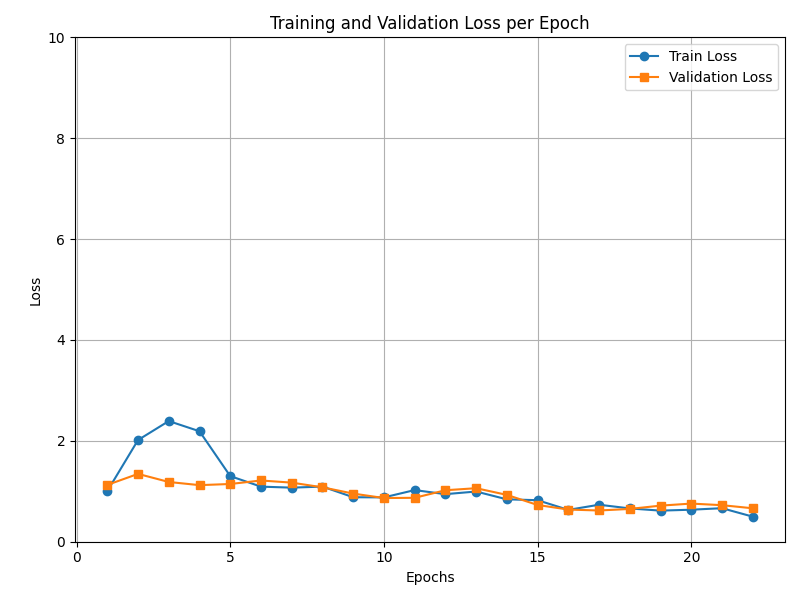 Training and Validation Loss per Epoch
10
8
6
4
2
0
Loss
Train Loss
Validation Loss
0 5 10 15 20
Epochs